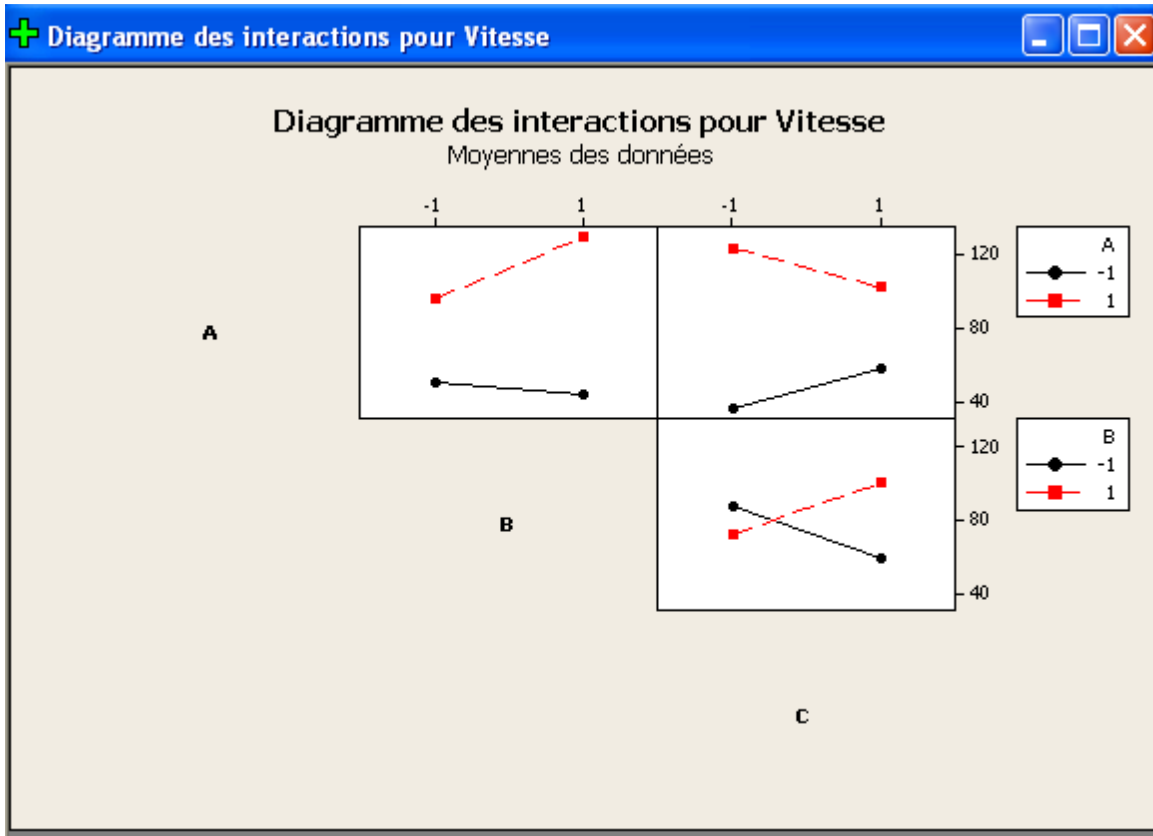 Diagramme des interactions pour Vitesse
Diagramme des interactions pour Vitesse
Moyennes des données
-1 1 -1 1
A
120
80
40
A
-1
1
B
120
80
40
B
-1
1
C